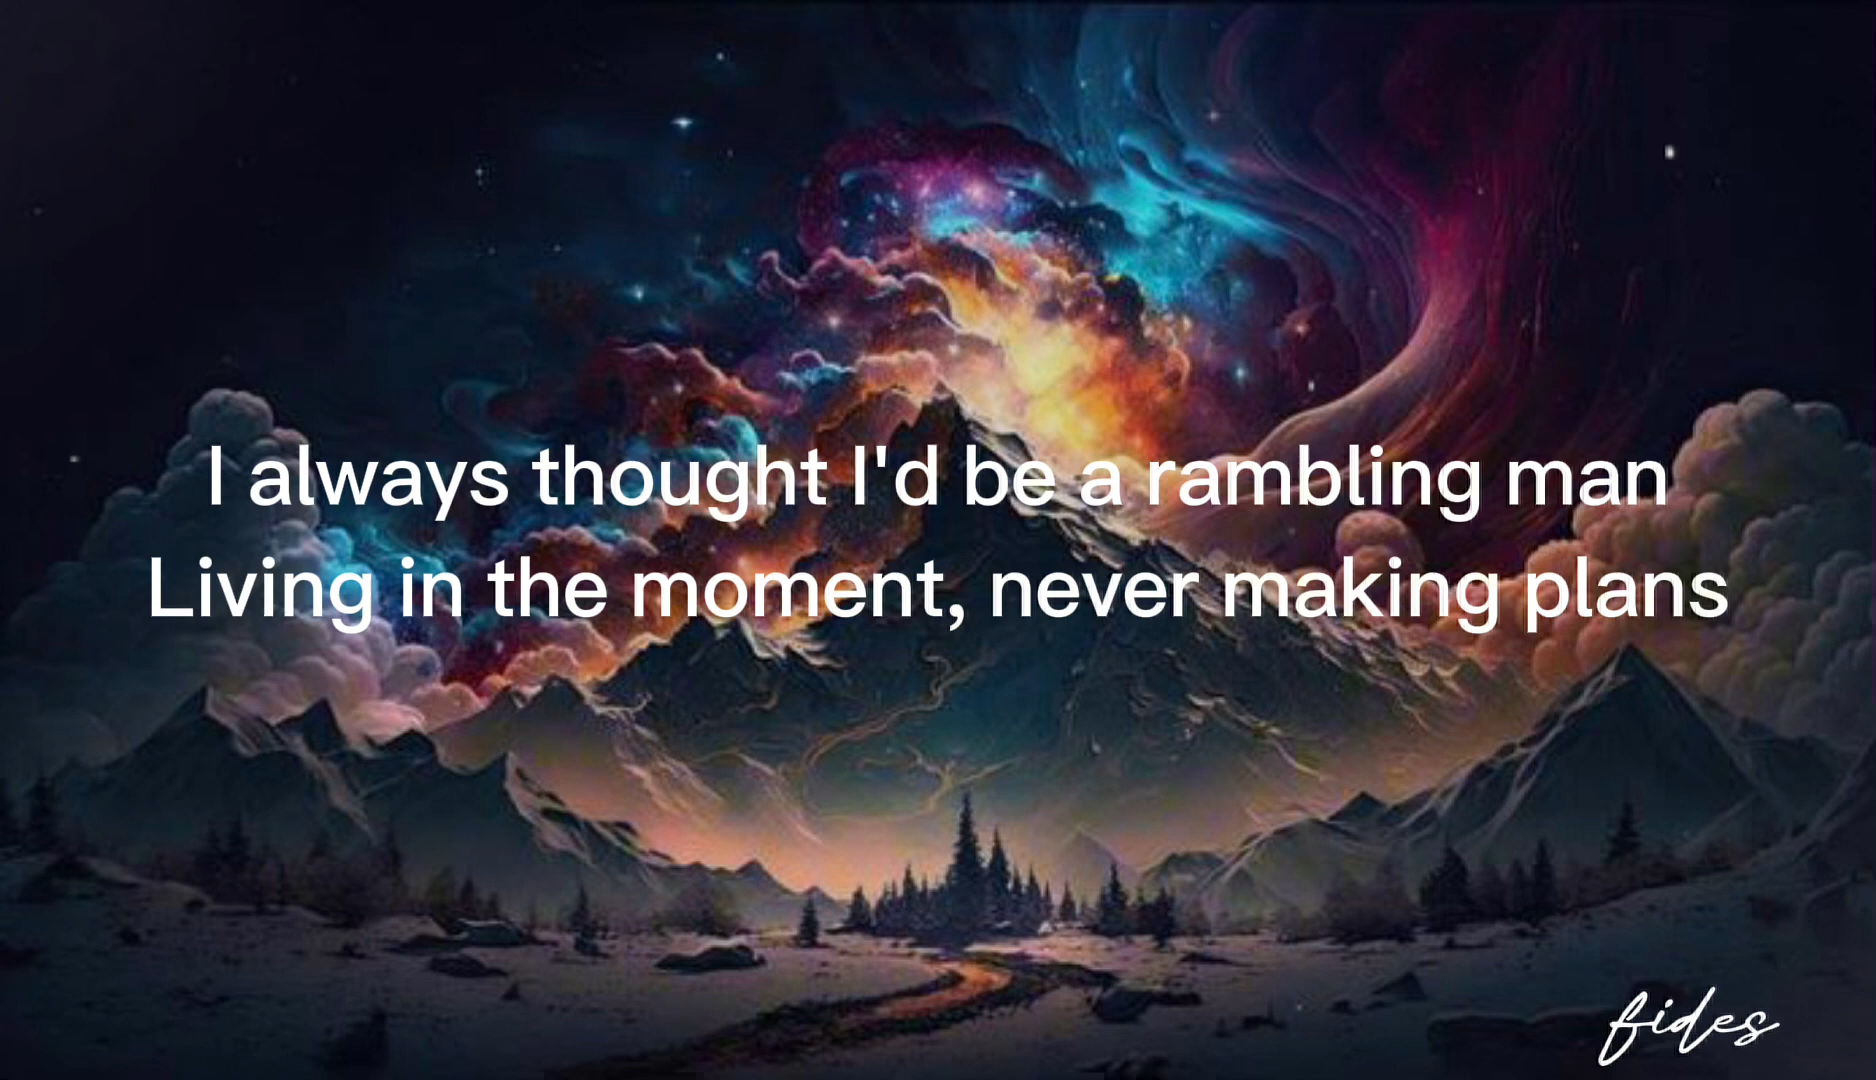 I always thought I'd be a rambling man
Living in the moment, never making plans
fides